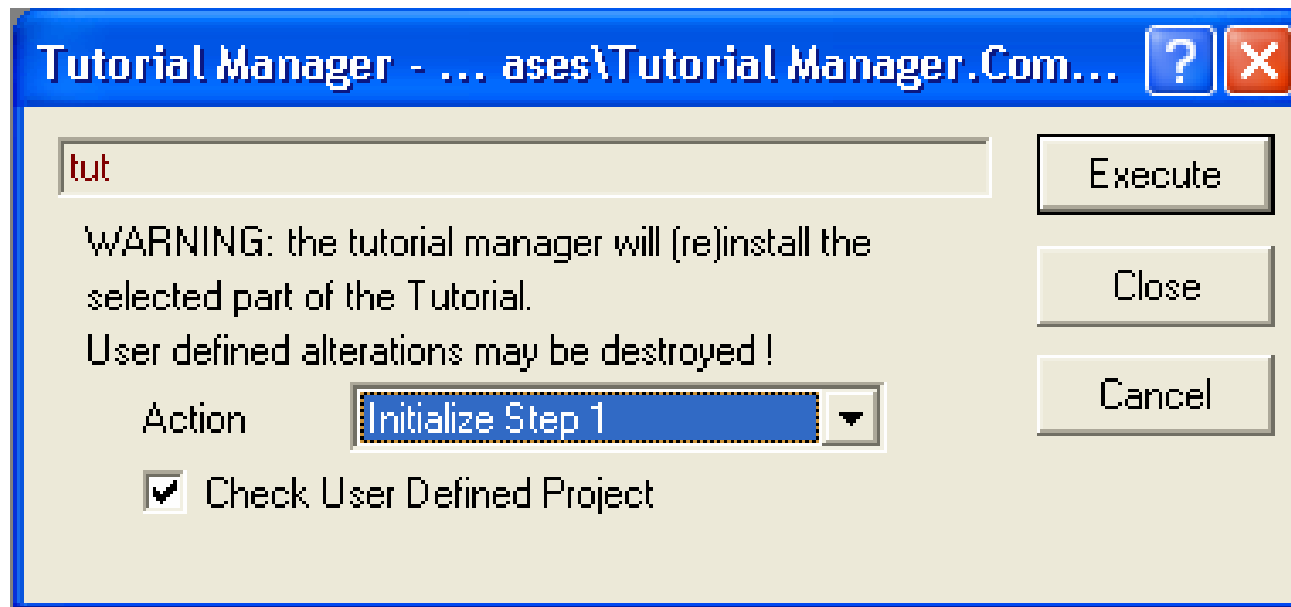 Tutorial Manager - ... ases\Tutorial Manager.Com...
tut
Execute
WARNING: the tutorial manager will (re)install the
selected part of the Tutorial.
Close
User defined alterations may be destroyed !
Action
Initialize Step 1
Cancel
Check User Defined Project